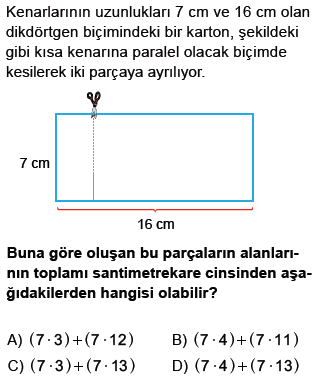 Kenarlarının uzunlukları 7 cm ve 16 cm olan
dikdörtgen biçimindeki bir karton, şekildeki
gibi kısa kenarına paralel olacak biçimde
kesilerek iki parçaya ayrılıyor.
7 cm
16 cm
Buna göre oluşan bu parçaların alanları-
nın toplamı santimetrekare cinsinden aşa-
ğıdakilerden hangisi olabilir?
A) (7·3)+(7·12) B) (7·4)+(7·11)
C) (7·3)+(7·13) D) (7·4)+(7·13)